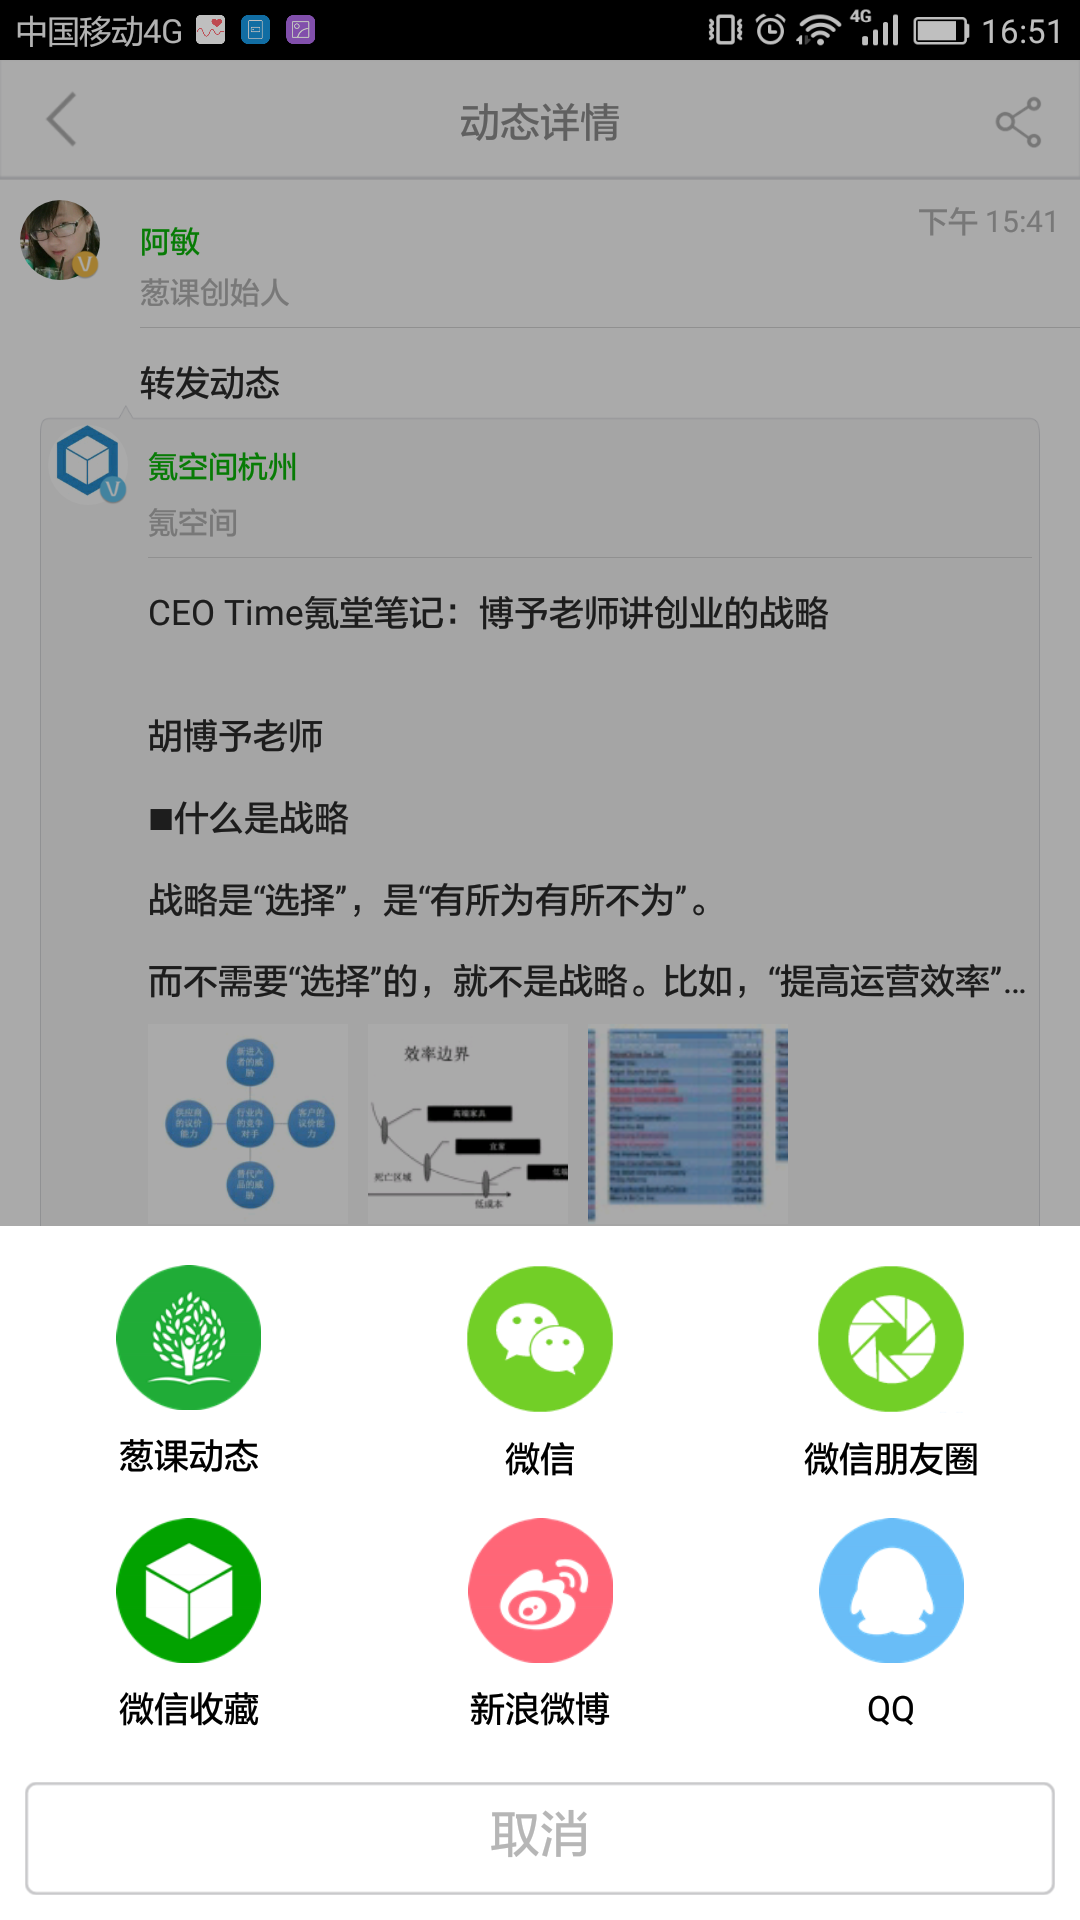 中国移动4G
4G
16:51
动态详情
下午 15:41
阿敏
葱课创始人
转发动态
氪空间杭州
氪空间
CEO Time氪堂笔记：博予老师讲创业的战略
胡博予老师
■什么是战略
战略是“选择”，是“有所为有所不为”。
而不需要“选择”的，就不是战略。比如，“提高运营效率”...
新进入
者的威
胁
供应商
的议价
能力
行业内
的竞争
对手
客户的
议价能
力
替代产
品的威
胁
效率边界
高端家具
宜家
死亡区域
低成本
葱课动态
微信
微信朋友圈
微信收藏
新浪微博
QQ
取消